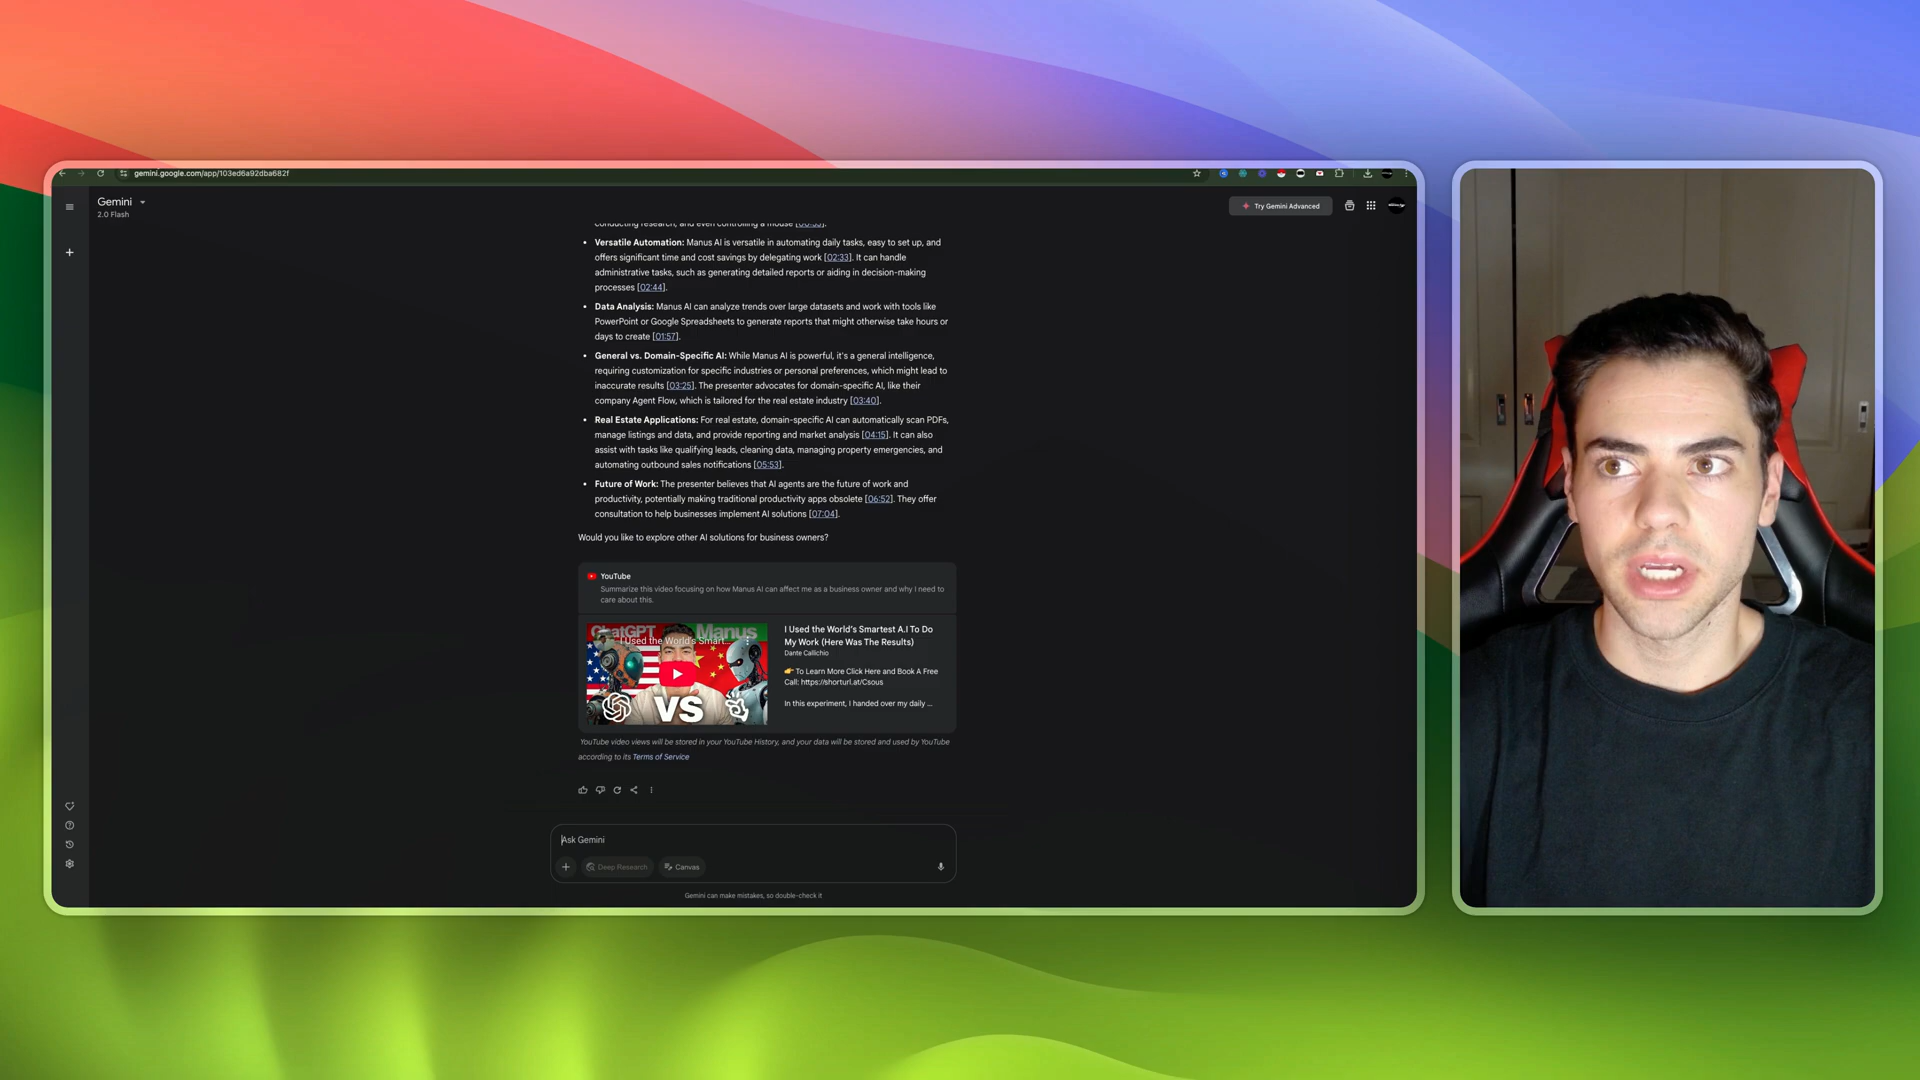 gemini.google.com/app/103ed6a92dba682f
Gemini
2.0 Flash
Try Gemini Advanced
conducting research, and even controlling a mouse [00:53].
Versatile Automation: Manus AI is versatile in automating daily tasks, easy to set up, and
offers significant time and cost savings by delegating work [02:33]. It can handle
administrative tasks, such as generating detailed reports or aiding in decision-making
processes [02:44].
Data Analysis: Manus AI can analyze trends over large datasets and work with tools like
PowerPoint or Google Spreadsheets to generate reports that might otherwise take hours or
days to create [01:57].
General vs. Domain-Specific AI: While Manus AI is powerful, it's a general intelligence,
requiring customization for specific industries or personal preferences, which might lead to
inaccurate results [03:25]. The presenter advocates for domain-specific AI, like their
company Agent Flow, which is tailored for the real estate industry [03:40].
Real Estate Applications: For real estate, domain-specific AI can automatically scan PDFs,
manage listings and data, and provide reporting and market analysis [04:15]. It can also
assist with tasks like qualifying leads, cleaning data, managing property emergencies, and
automating outbound sales notifications [05:53].
Future of Work: The presenter believes that AI agents are the future of work and
productivity, potentially making traditional productivity apps obsolete [06:52]. They offer
consultation to help businesses implement AI solutions [07:04].
Would you like to explore other AI solutions for business owners?
YouTube
Summarize this video focusing on how Manus AI can affect me as a business owner and why I need to
care about this.
ChatGPT Manus
I Used the World's Smart...
VS
I Used the World's Smartest A.I To Do
My Work (Here Was The Results)
Dante Callichio
👉 To Learn More Click Here and Book A Free
Call: https://shorturl.at/Csous
In this experiment, I handed over my daily ...
YouTube video views will be stored in your YouTube History, and your data will be stored and used by YouTube
according to its Terms of Service
Ask Gemini
Deep Research
Canvas
Gemini can make mistakes, so double-check it